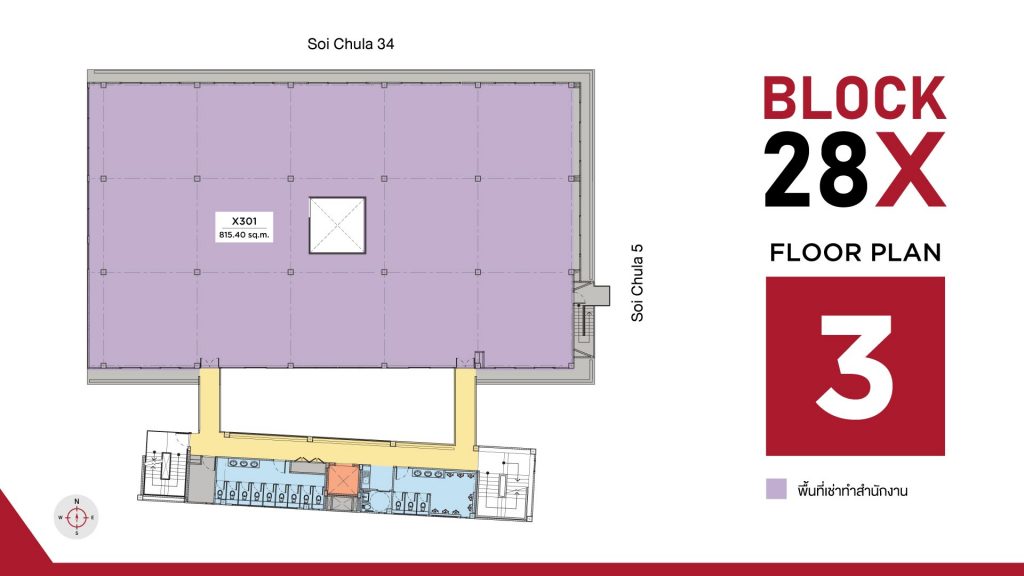 Soi Chula 34
X301
815.40 sq.m.
Soi Chula 5
BLOCK
28X
FLOOR PLAN
3
พื้นที่เช่าทำสำนักงาน
N
W E
S